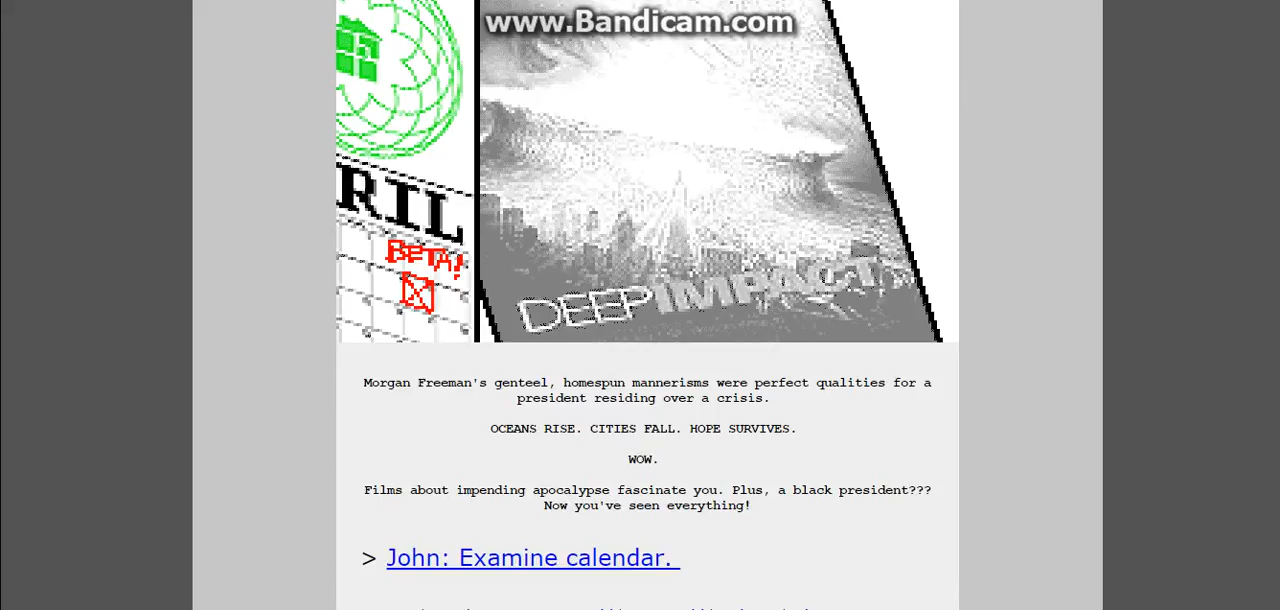 www.Bandicam.com
RIL
BETA!
DEEP IMPACT
Morgan Freeman's genteel, homespun mannerisms were perfect qualities for a
president residing over a crisis.
OCEANS RISE. CITIES FALL. HOPE SURVIVES.
WOW.
Films about impending apocalypse fascinate you. Plus, a black president???
Now you've seen everything!
> John: Examine calendar.